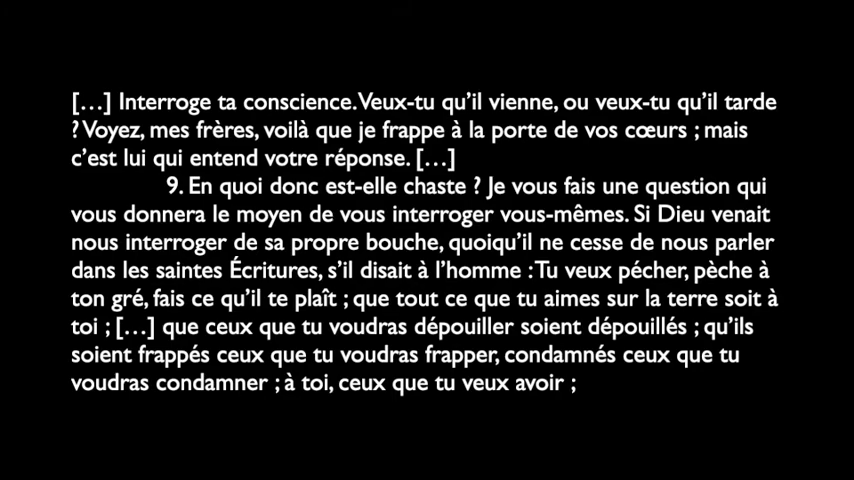 […] Interroge ta conscience. Veux-tu qu’il vienne, ou veux-tu qu’il tarde
? Voyez, mes frères, voilà que je frappe à la porte de vos cœurs ; mais
c’est lui qui entend votre réponse. […]
9. En quoi donc est-elle chaste ? Je vous fais une question qui
vous donnera le moyen de vous interroger vous-mêmes. Si Dieu venait
nous interroger de sa propre bouche, quoiqu’il ne cesse de nous parler
dans les saintes Écritures, s’il disait à l’homme : Tu veux pécher, pèche à
ton gré, fais ce qu’il te plaît ; que tout ce que tu aimes sur la terre soit à
toi ; […] que ceux que tu voudras dépouiller soient dépouillés ; qu’ils
soient frappés ceux que tu voudras frapper, condamnés ceux que tu
voudras condamner ; à toi, ceux que tu veux avoir ;